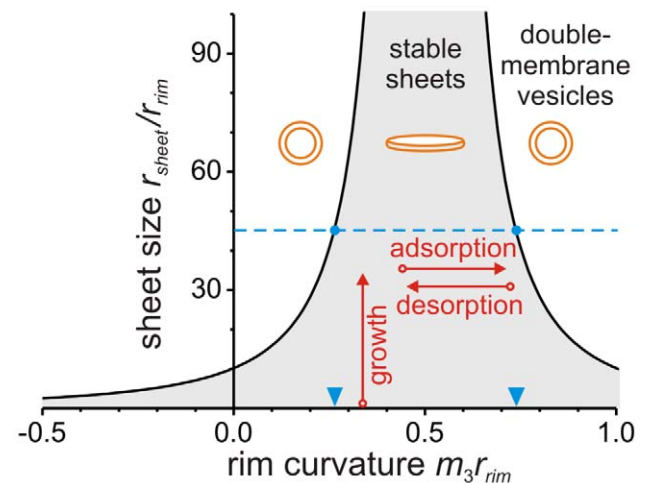 90
60
30
sheet size r_sheet/r_rim
stable
sheets
double-
membrane
vesicles
adsorption
desorption
growth
-0.5
0.0
0.5
1.0
rim curvature m₃r_rim